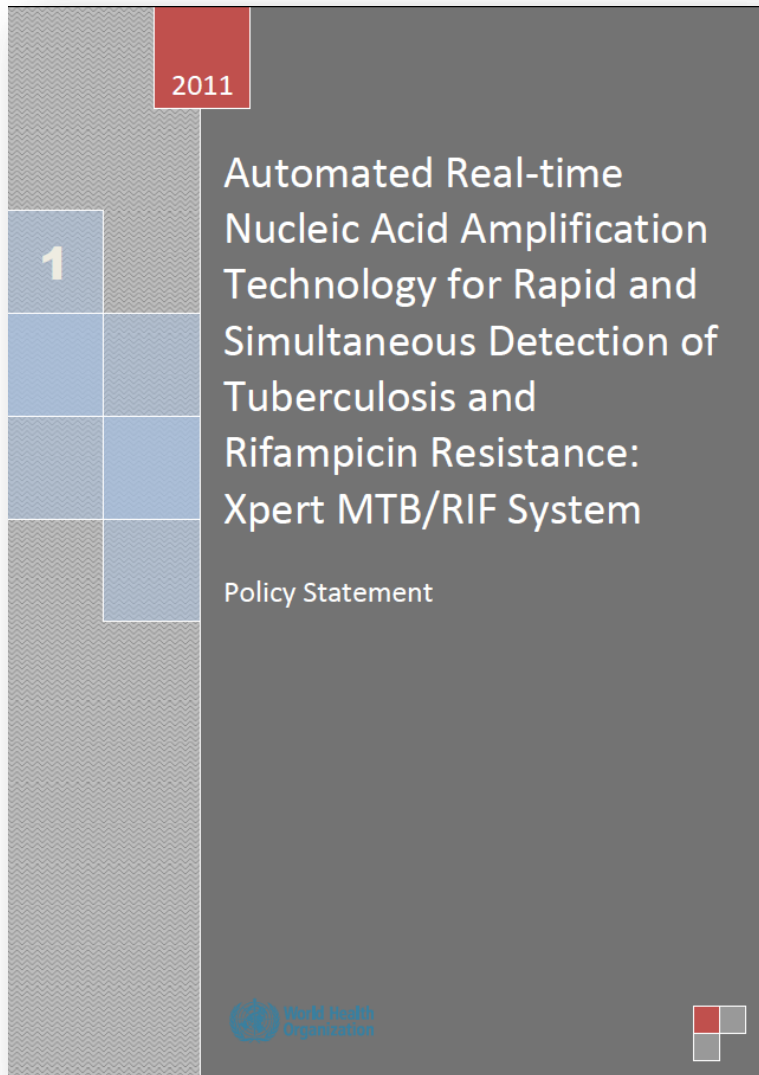 2011
1
Automated Real-time
Nucleic Acid Amplification
Technology for Rapid and
Simultaneous Detection of
Tuberculosis and
Rifampicin Resistance:
Xpert MTB/RIF System
Policy Statement
World Health
Organization